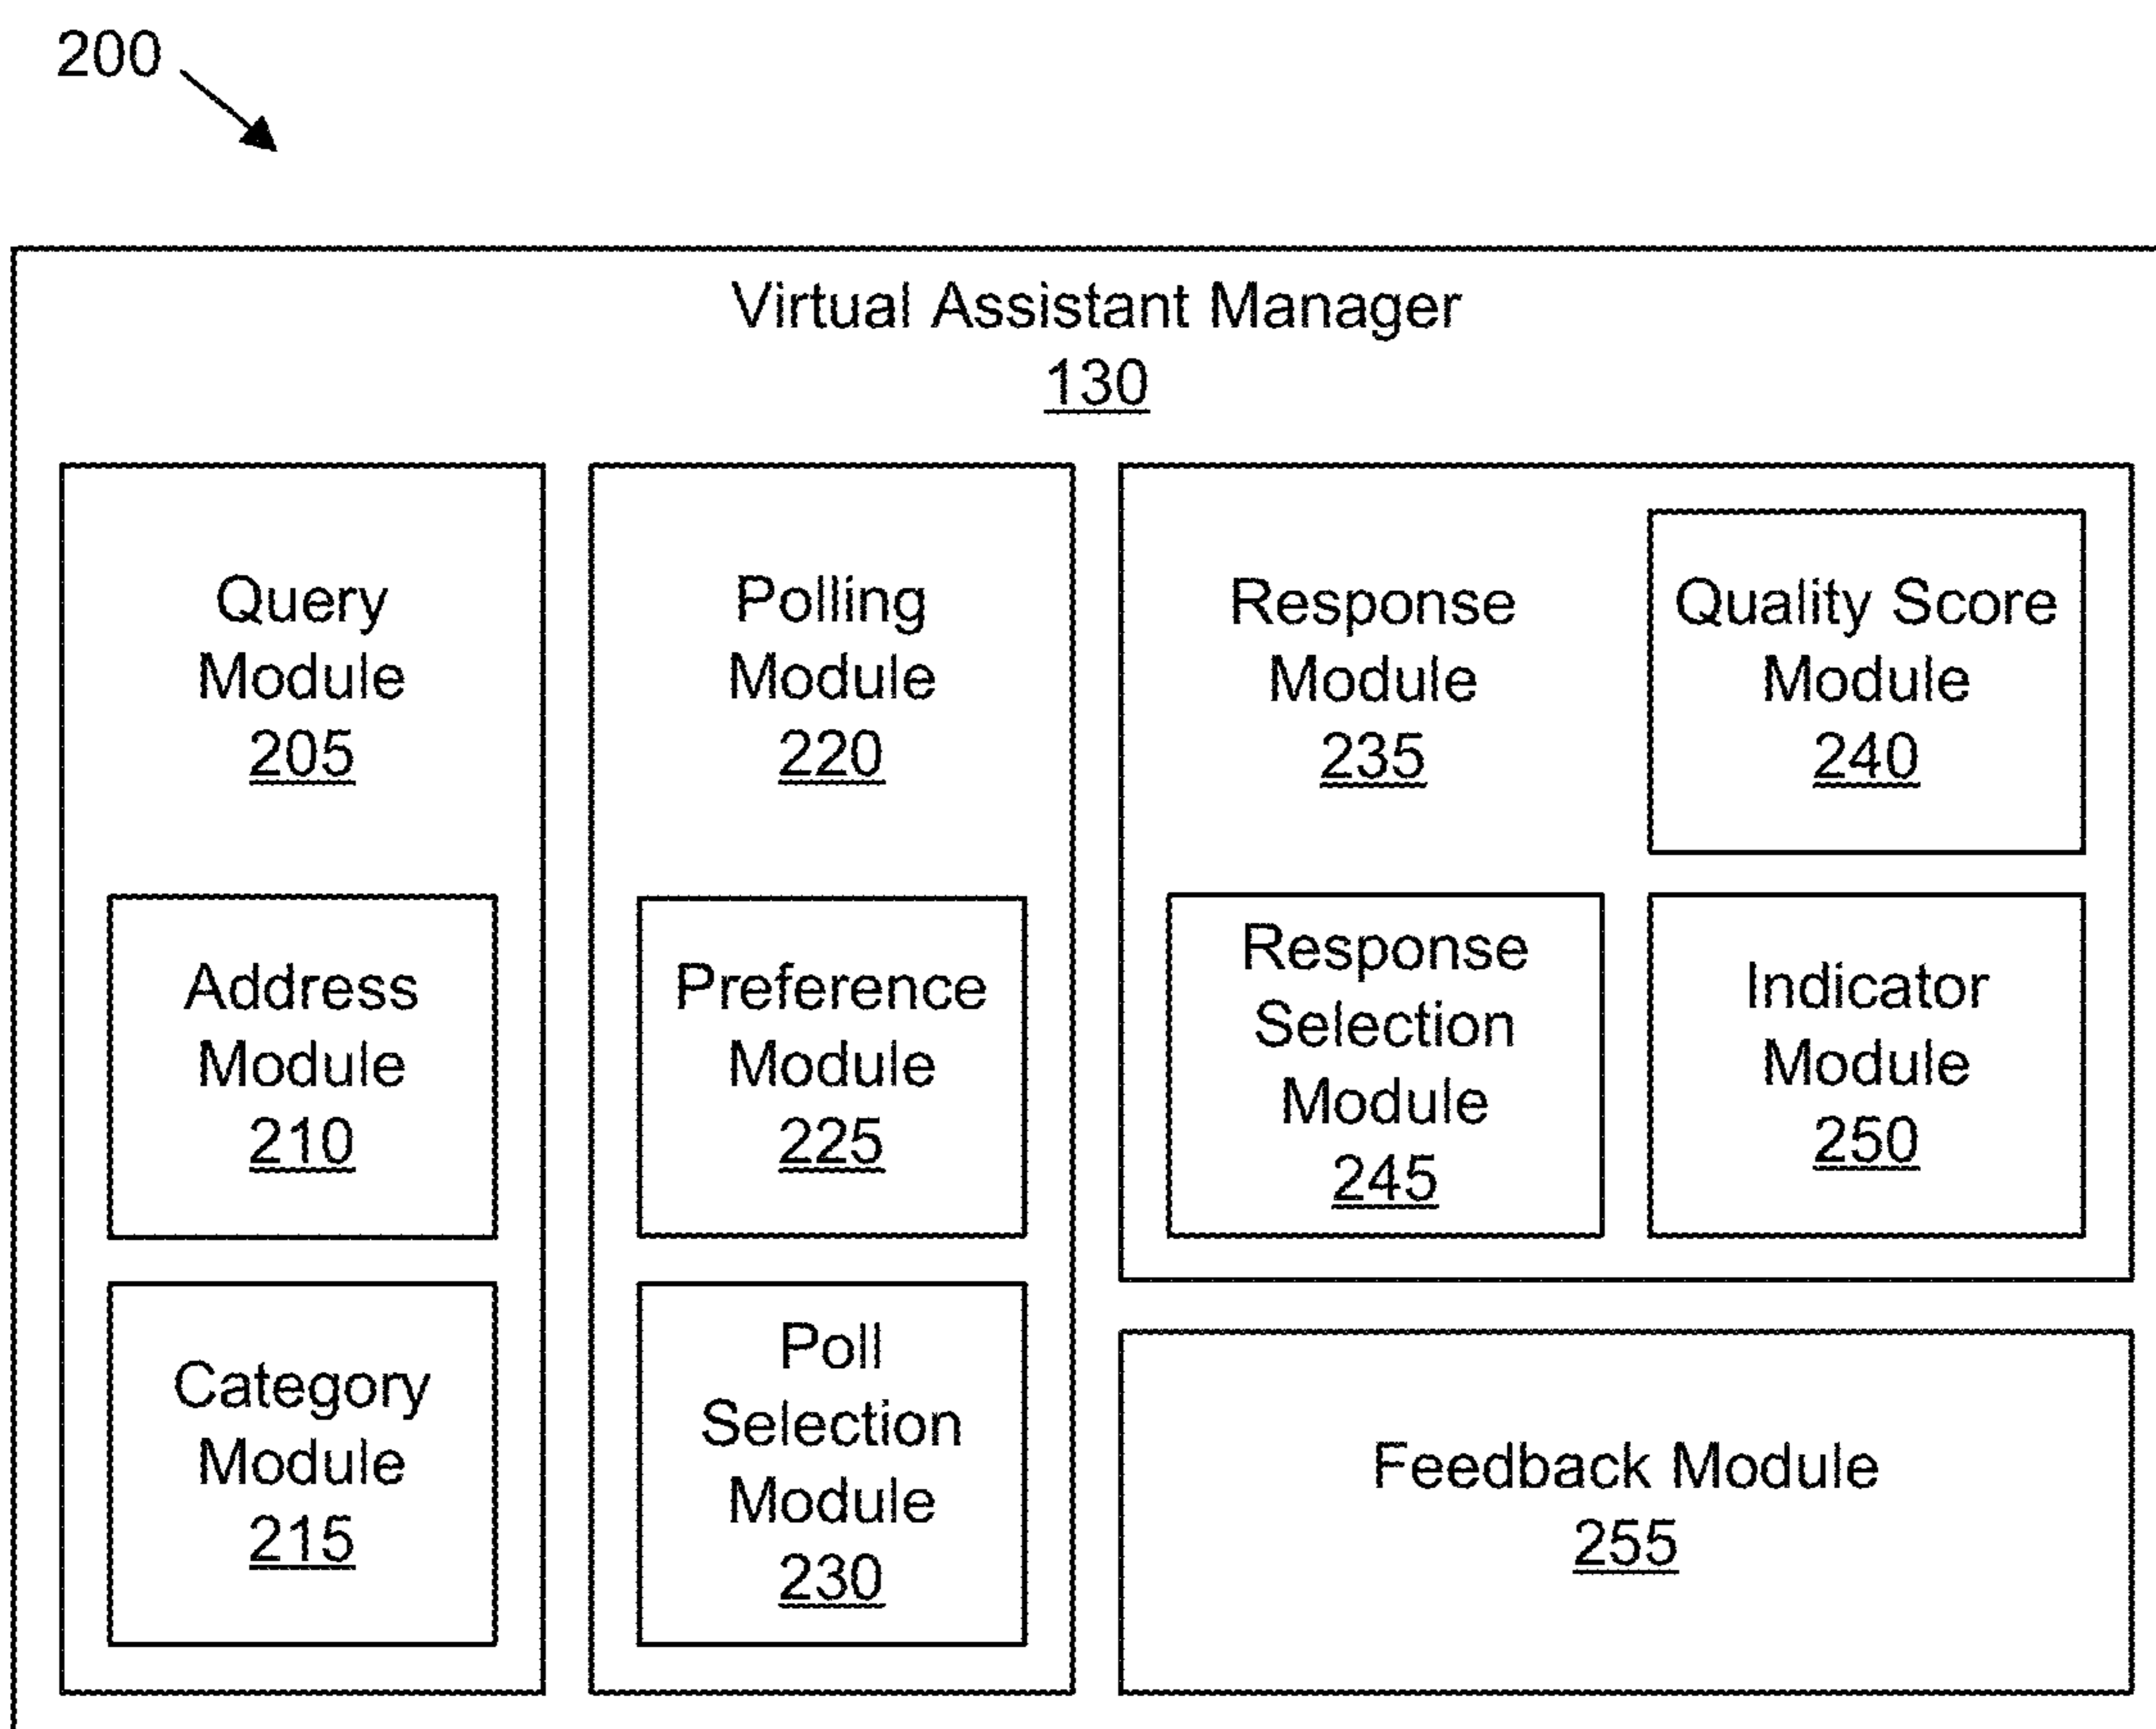 200
Virtual Assistant Manager
130
Query
Module
205
Address
Module
210
Category
Module
215
Polling
Module
220
Preference
Module
225
Poll
Selection
Module
230
Response
Module
235
Quality Score
Module
240
Response
Selection
Module
245
Indicator
Module
250
Feedback Module
255